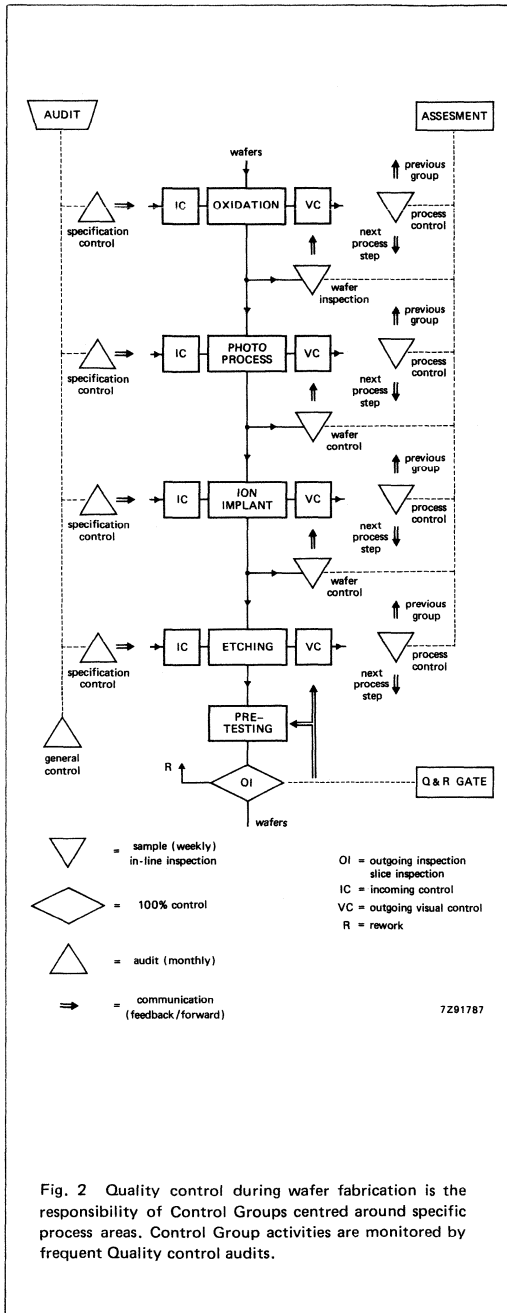 AUDIT
ASSESMENT
wafers
previous
group
IC
OXIDATION
VC
specification
control
process
control
next
process
step
wafer
inspection
previous
group
IC
PHOTO
PROCESS
VC
specification
control
process
control
next
process
step
wafer
control
previous
group
IC
ION
IMPLANT
VC
specification
control
process
control
next
process
step
wafer
control
previous
group
IC
ETCHING
VC
specification
control
process
control
next
process
step
PRE-
TESTING
general
control
R
OI
Q & R GATE
wafers
= sample (weekly)
in-line inspection
= 100% control
= audit (monthly)
= communication
(feedback/forward)
OI = outgoing inspection
slice inspection
IC = incoming control
VC = outgoing visual control
R = rework
7Z91787
Fig. 2 Quality control during wafer fabrication is the
responsibility of Control Groups centred around specific
process areas. Control Group activities are monitored by
frequent Quality control audits.